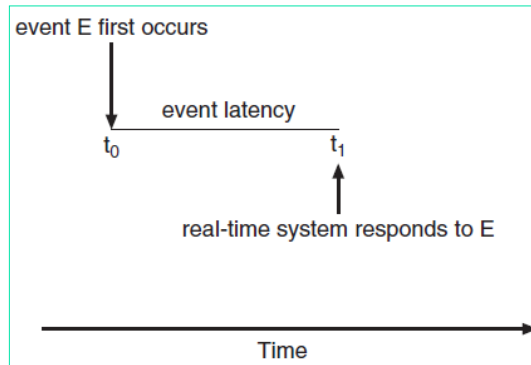 event E first occurs
event latency
t₀
t₁
real-time system responds to E
Time